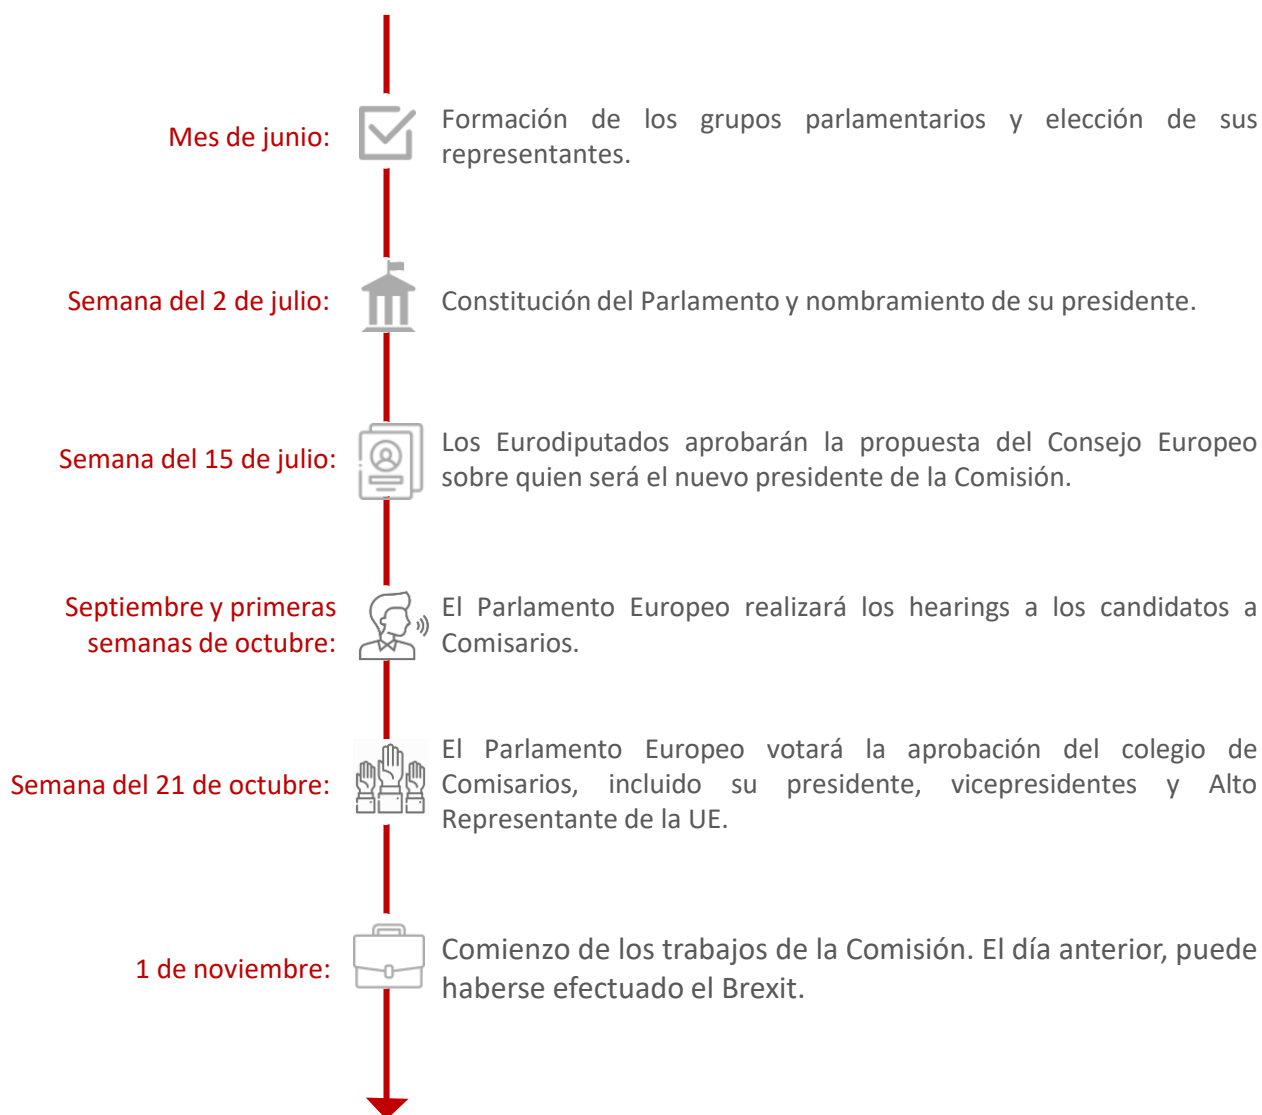 Mes de junio:
Formación de los grupos parlamentarios y elección de sus
representantes.
Semana del 2 de julio:
Constitución del Parlamento y nombramiento de su presidente.
Semana del 15 de julio:
Los Eurodiputados aprobarán la propuesta del Consejo Europeo
sobre quien será el nuevo presidente de la Comisión.
Septiembre y primeras
semanas de octubre:
El Parlamento Europeo realizará los hearings a los candidatos a
Comisarios.
Semana del 21 de octubre:
El Parlamento Europeo votará la aprobación del colegio de
Comisarios, incluido su presidente, vicepresidentes y Alto
Representante de la UE.
1 de noviembre:
Comienzo de los trabajos de la Comisión. El día anterior, puede
haberse efectuado el Brexit.